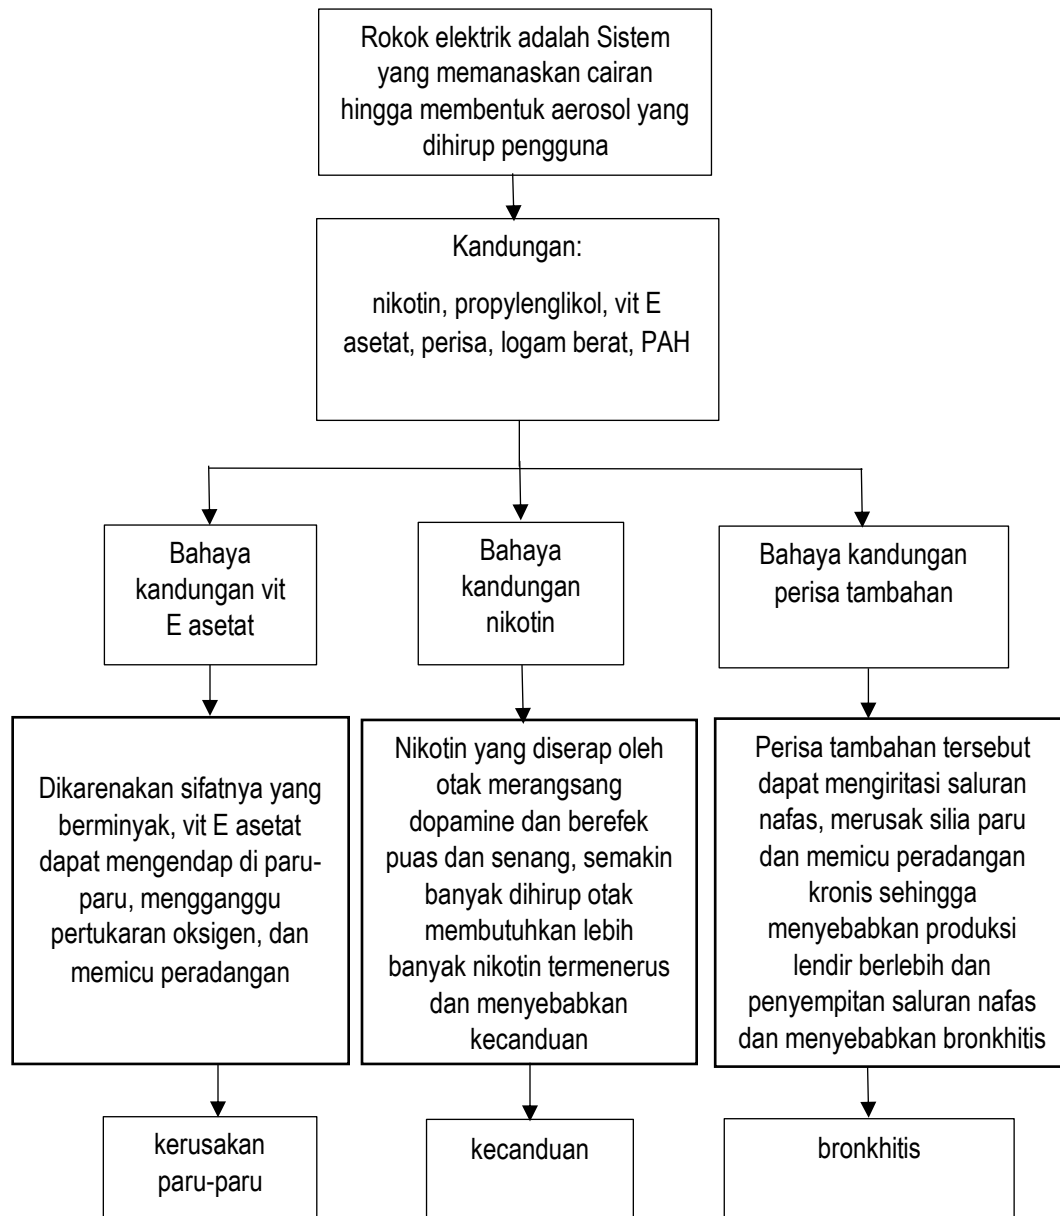 Rokok elektrik adalah Sistem
yang memanaskan cairan
hingga membentuk aerosol yang
dihirup pengguna
Kandungan:
nikotin, propylenglikol, vit E
asetat, perisa, logam berat, PAH
Bahaya
kandungan vit
E asetat
Bahaya
kandungan
nikotin
Bahaya kandungan
perisa tambahan
Dikarenakan sifatnya yang
berminyak, vit E asetat
dapat mengendap di paru-
paru, mengganggu
pertukaran oksigen, dan
memicu peradangan
Nikotin yang diserap oleh
otak merangsang
dopamine dan berefek
puas dan senang, semakin
banyak dihirup otak
membutuhkan lebih
banyak nikotin termenerus
dan menyebabkan
kecanduan
Perisa tambahan tersebut
dapat mengiritasi saluran
nafas, merusak silia paru
dan memicu peradangan
kronis sehingga
menyebabkan produksi
lendir berlebih dan
penyempitan saluran nafas
dan menyebabkan bronkhitis
kerusakan
paru-paru
kecanduan
bronkhitis